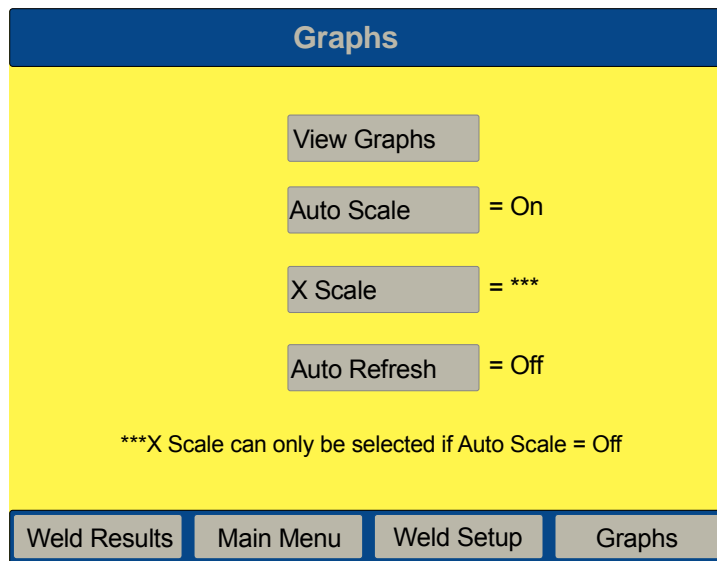 Graphs
View Graphs
Auto Scale = On
X Scale = ***
Auto Refresh = Off
***X Scale can only be selected if Auto Scale = Off
Weld Results Main Menu Weld Setup Graphs